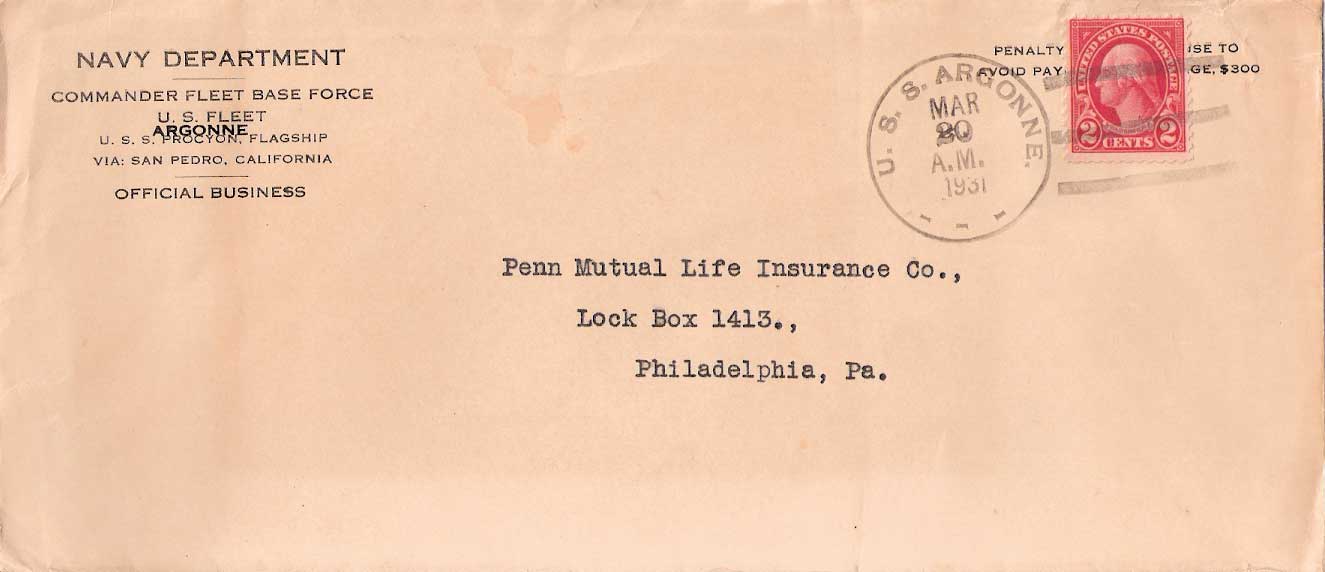 NAVY DEPARTMENT
COMMANDER FLEET BASE FORCE
U. S. FLEET
ARGONNE
U. S. S. PROCYON, FLAGSHIP
VIA: SAN PEDRO, CALIFORNIA
OFFICIAL BUSINESS
PENALTY USE TO
AVOID PAY GE, $300
U. S. S. ARGONNE.
MAR
20
A.M.
1931
UNITED STATES POSTAGE
2 CENTS 2
Penn Mutual Life Insurance Co.,
Lock Box 1413.,
Philadelphia, Pa.